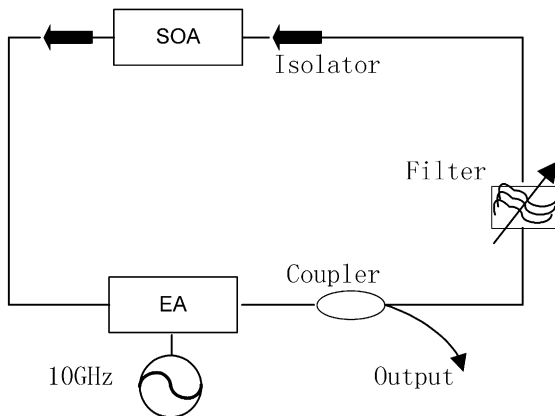 SOA
Isolator
Filter
Coupler
EA
10GHz
Output